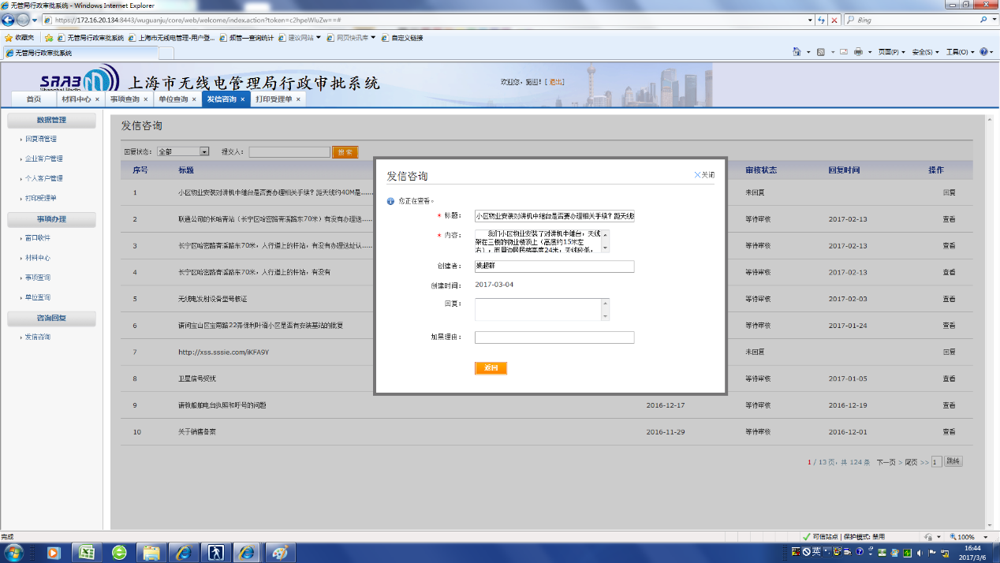 无管局行政审批系统 - Windows Internet Explorer
https://172.16.20.134:8443/wuguanju/core/web/welcome/index.action?token=c2hpeWluZw==#
Bing
收藏夹 无管局行政审批系统 上海市无线电管理-用户登... 频管一查询统计 建议网站 网页快讯库 自定义链接
无管局行政审批系统
页面(P) 安全(S) 工具(O)
SRAB
Shanghai Radio
上海市无线电管理局行政审批系统
欢迎您, ! [ 退出]
首页 材料中心 × 事项查询 × 单位查询 × 发信咨询 × 打印受理单 ×
数据管理
回复语管理
企业客户管理
个人客户管理
打印受理单
事项办理
窗口收件
材料中心
事项查询
单位查询
咨询回复
发信咨询
发信咨询
回复状态: 全部 提交人: 搜 索
序号 标题 审核状态 回复时间 操作
1 小区物业安装对讲机中继台是否要办理相关手续? 距天线约40M是...... 未回复 回复
2 联通公司的长哈青站(长宁区哈密路青溪路东70米)有没有办理送...... 等待审核 2017-02-13 查看
3 长宁区哈密路青溪路东70米,人行道上的杆站,有没有办理送址认...... 等待审核 2017-02-13 查看
4 长宁区哈密路青溪路东70米,人行道上的杆站,有没有 等待审核 2017-02-13 查看
5 无线电发射设备型号核证 等待审核 2017-02-03 查看
6 请问宝山区宝菊路22弄保利叶语小区是否有安装基站的批复 等待审核 2017-01-24 查看
7 http://xss.sssie.com/iKFA9Y 未回复 回复
8 卫星信号受扰 等待审核 2017-01-05 查看
9 请教船舶电台执照和呼号的问题 2016-12-17 等待审核 2016-12-19 查看
10 关于销售备案 2016-11-29 等待审核 2016-12-01 查看
1 / 13 页, 共 124 条 下一页 > 尾页 >> 1 跳转
发信咨询
×关闭
您正在查看。
* 标题: 小区物业安装对讲机中继台是否要办理相关手续? 距天线
* 内容: 我们小区物业安装了对讲机中继台,天线
架在三楼的物业楼顶上(高度约15米左
右),而周边居民楼高度24米,天线较低,
创建者: 姚超群
创建时间: 2017-03-04
回复:
加黑理由:
返回
完成
可信站点 | 保护模式: 禁用
100%
英
16:44
2017/3/6